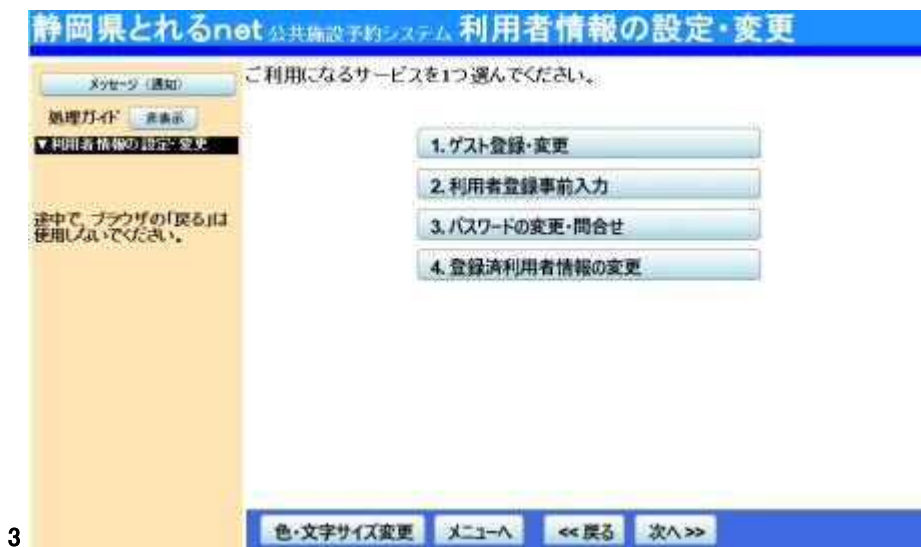 静岡県とれるnet 公共施設予約システム 利用者情報の設定・変更
メッセージ（通知）
ご利用になるサービスを1つ選んでください。
処理ガイド 非表示
▼利用者情報の設定・変更
1.ゲスト登録・変更
2.利用者登録事前入力
3.パスワードの変更・問合せ
4.登録済利用者情報の変更
途中で、ブラウザの「戻る」は
使用しないでください。
色・文字サイズ変更 メニューへ <<戻る 次へ>>
3